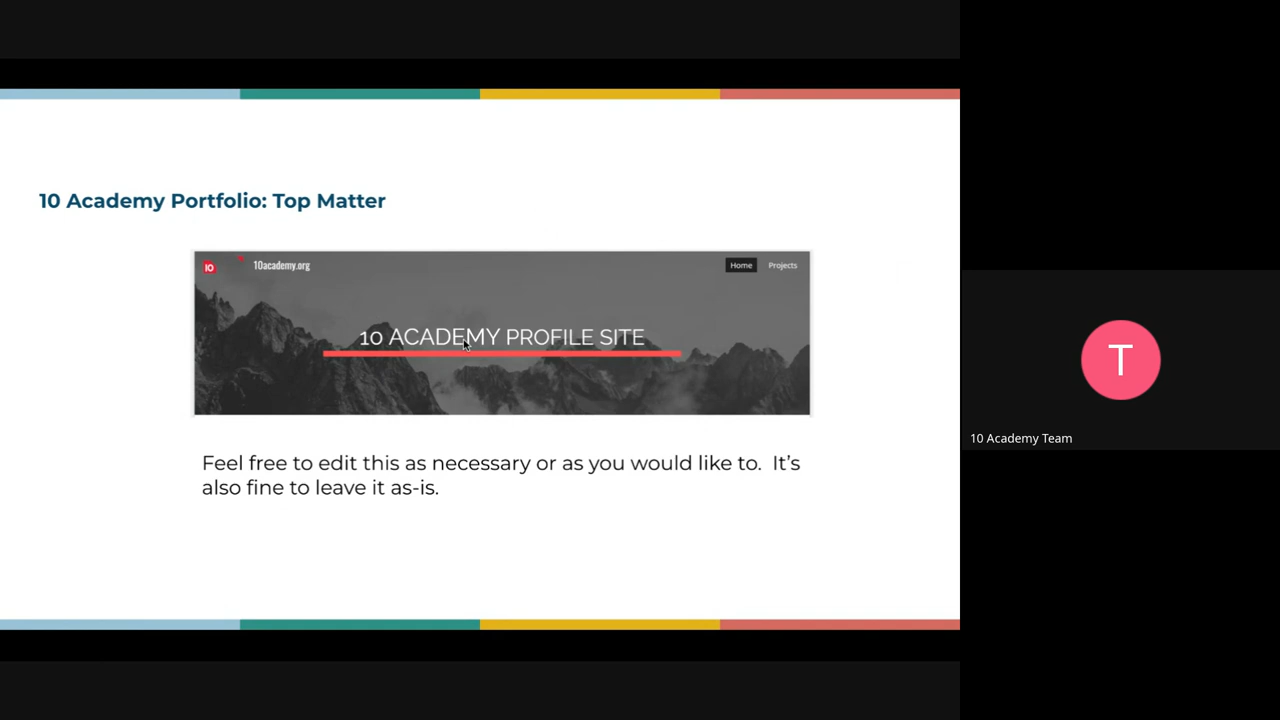 10 Academy Portfolio: Top Matter
10
10academy.org
Home
Projects
10 ACADEMY PROFILE SITE
Feel free to edit this as necessary or as you would like to.  It’s
also fine to leave it as-is.
T
10 Academy Team